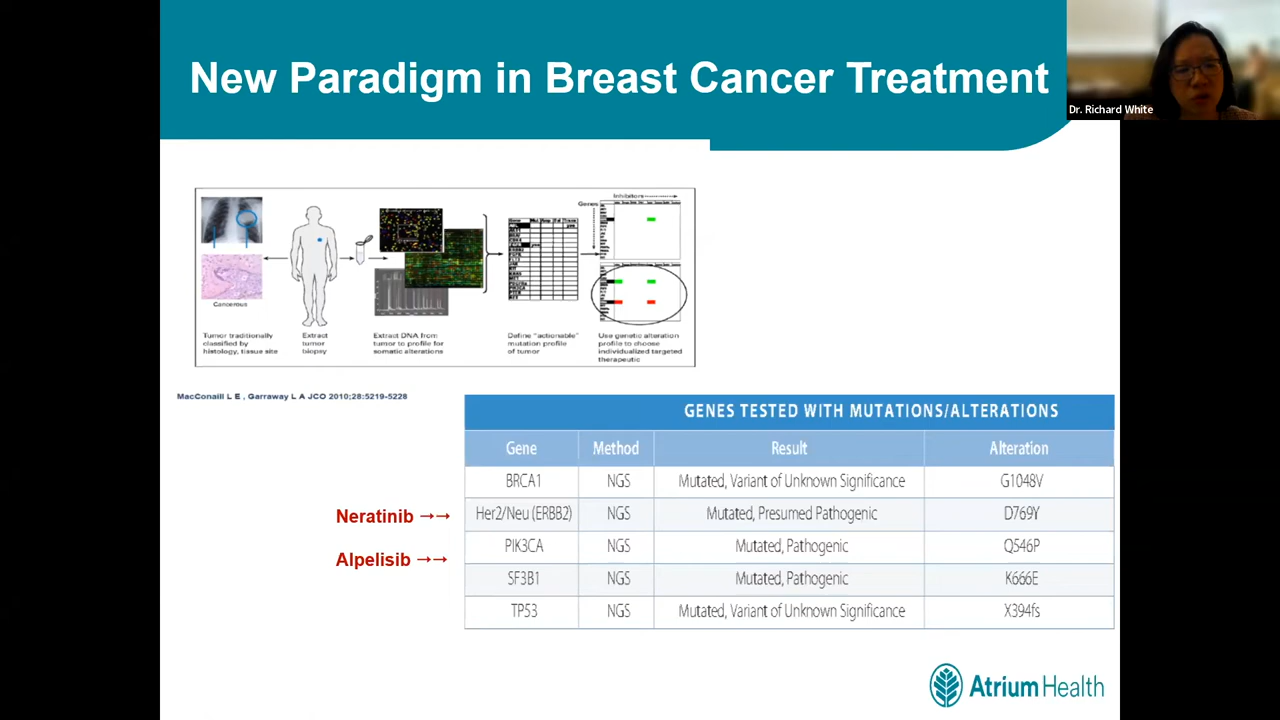 New Paradigm in Breast Cancer Treatment
Dr. Richard White
Inhibitors
Genes
Cancerous
Tumor traditionally
classified by
histology, tissue site
Extract
tumor
biopsy
Extract DNA from
tumor to profile for
somatic alterations
Define "actionable"
mutation profile
of tumor
Use genetic alteration
profile to choose
individualized targeted
therapeutic
MacConaill L E , Garraway L A JCO 2010;28:5219-5228
GENES TESTED WITH MUTATIONS/ALTERATIONS
Gene Method Result Alteration
BRCA1 NGS Mutated, Variant of Unknown Significance G1048V
Neratinib →→ Her2/Neu (ERBB2) NGS Mutated, Presumed Pathogenic D769Y
Alpelisib →→ PIK3CA NGS Mutated, Pathogenic Q546P
SF3B1 NGS Mutated, Pathogenic K666E
TP53 NGS Mutated, Variant of Unknown Significance X394fs
Atrium Health